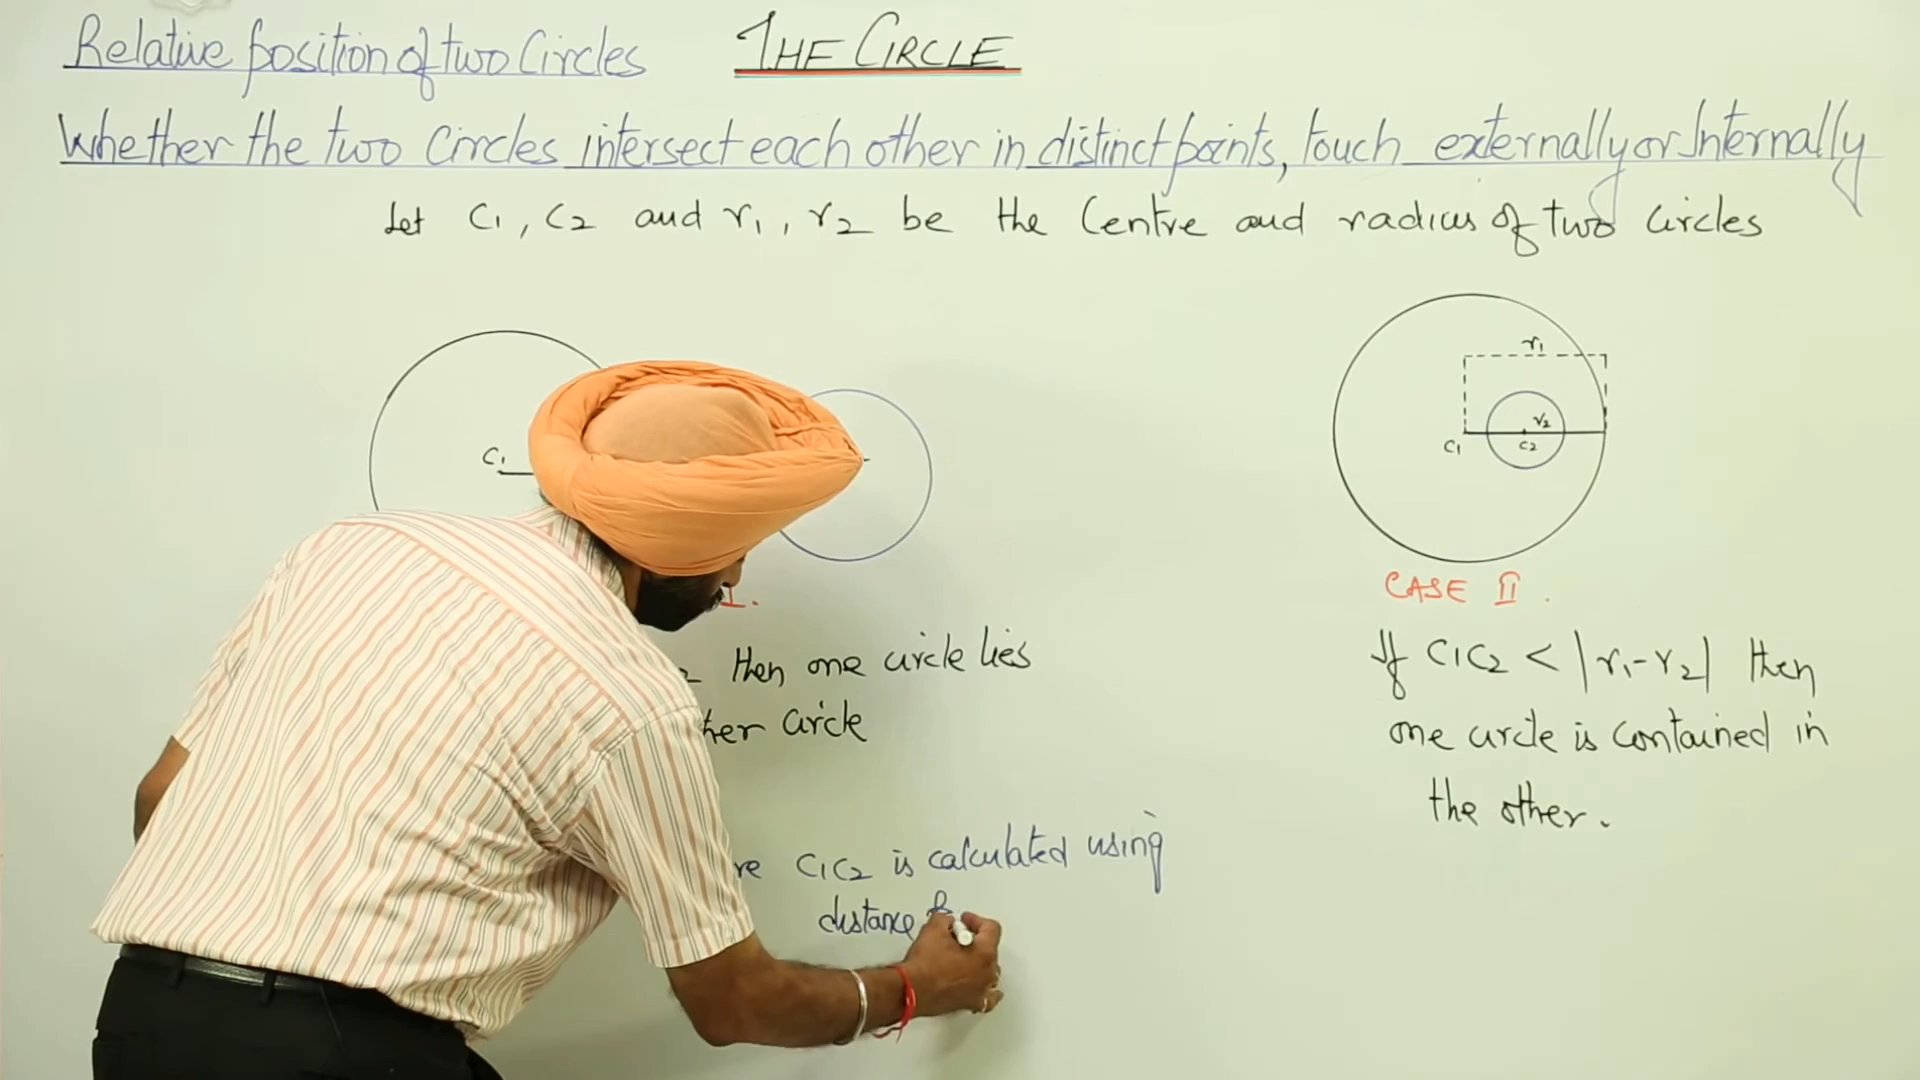 Relative position of two Circles
THE CIRCLE
Whether the two Circles intersect each other in distinct points, touch externally or Internally
Let C1, C2 and r1, r2 be the Centre and radius of two circles
C1
r1
r2
C1
C2
I.
CASE II.
2 then one circle lies
her circle
If C1C2 < |r1-r2| then
one circle is contained in
the other.
re C1C2 is calculated using
distance f